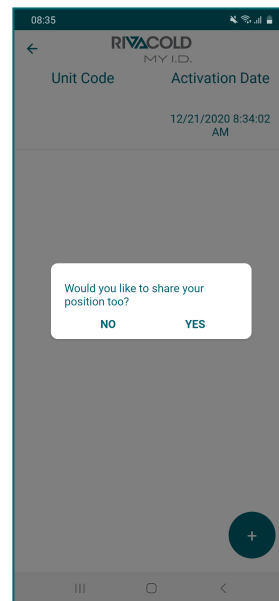 08:35
RIVACOLD
MY I.D.
Unit Code Activation Date
12/21/2020 8:34:02
AM
Would you like to share your
position too?
NO YES
+